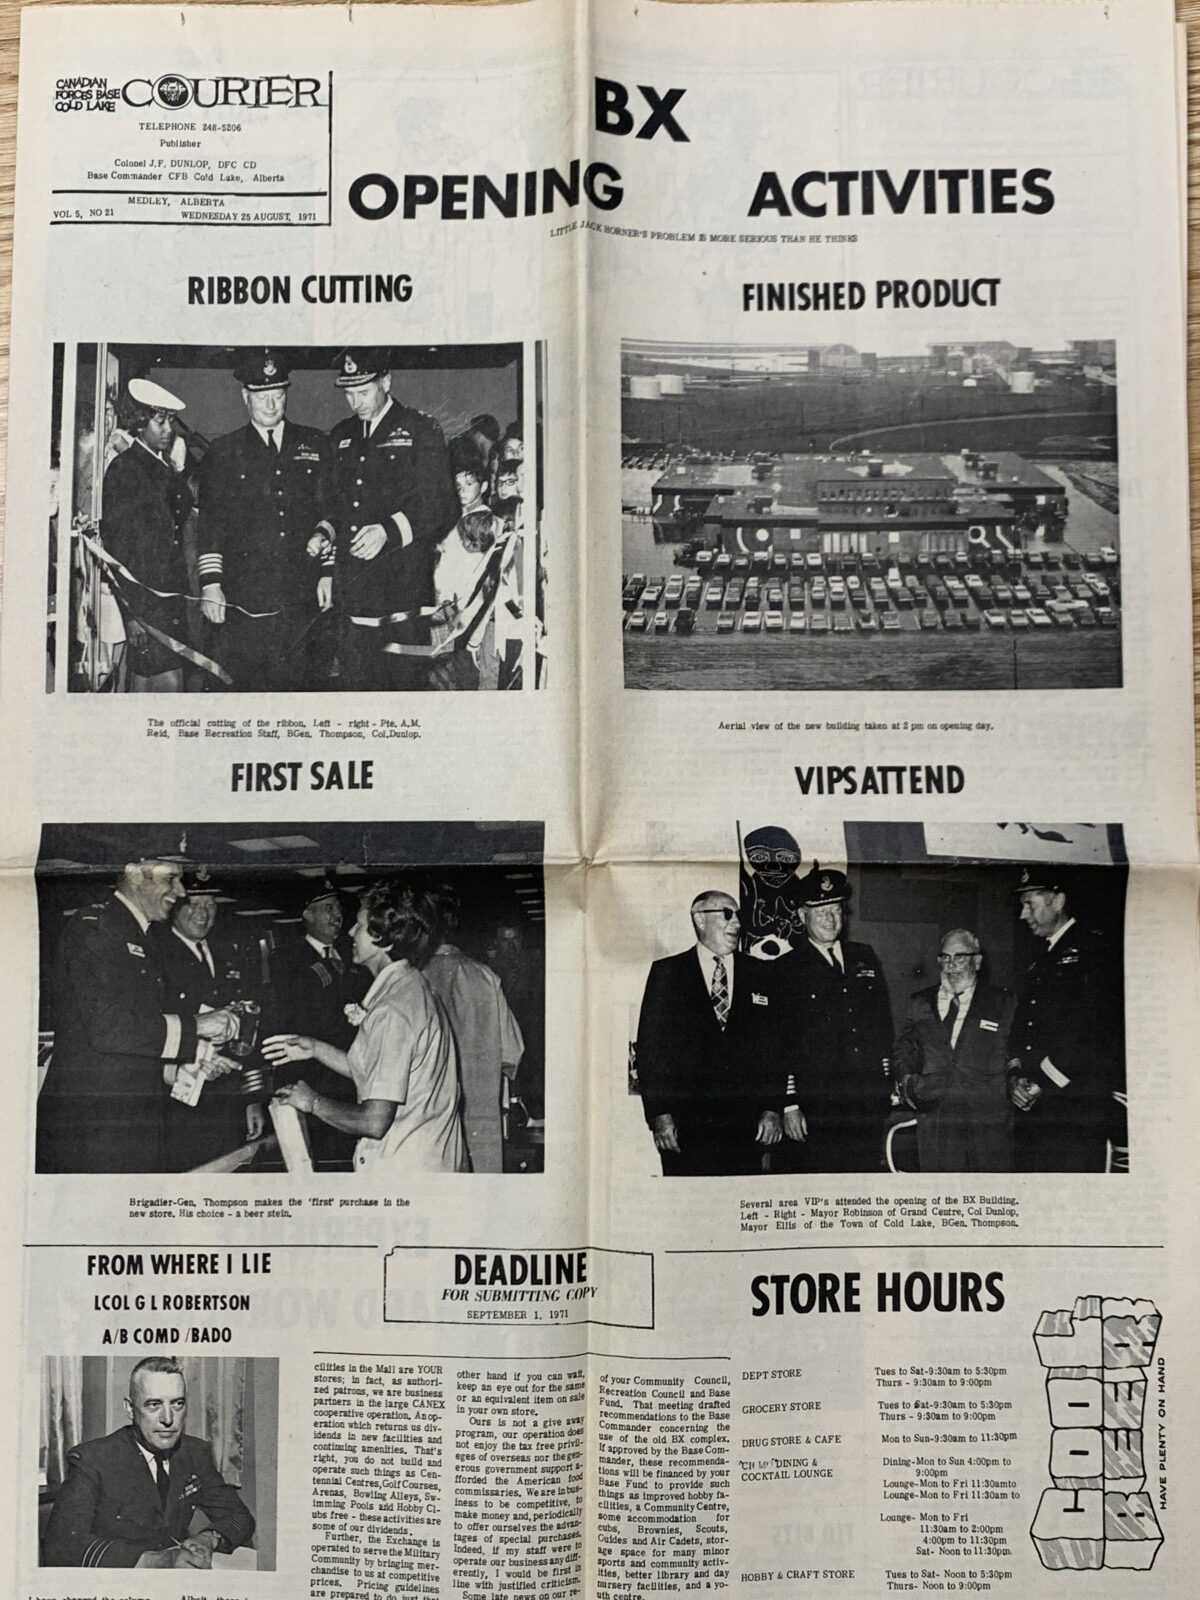 CANADIAN
FORCES BASE
COLD LAKE
COURIER
TELEPHONE 248-5206
Publisher
Colonel J.F. DUNLOP, DFC CD
Base Commander CFB Cold Lake, Alberta
MEDLEY, ALBERTA
VOL 5, NO 21 WEDNESDAY 25 AUGUST, 1971
BX
OPENING ACTIVITIES
LITTLE JACK HORNER'S PROBLEM IS MORE SERIOUS THAN HE THINKS
RIBBON CUTTING
The official cutting of the ribbon. Left - right - Pte. A.M.
Reid, Base Recreation Staff, BGen. Thompson, Col.Dunlop.
FINISHED PRODUCT
Aerial view of the new building taken at 2 pm on opening day.
FIRST SALE
Brigadier-Gen. Thompson makes the 'first' purchase in the
new store. His choice - a beer stein.
VIPS ATTEND
Several area VIP's attended the opening of the BX Building.
Left - Right - Mayor Robinson of Grand Centre, Col Dunlop,
Mayor Ellis of the Town of Cold Lake, BGen. Thompson.
FROM WHERE I LIE
LCOL G L ROBERTSON
A/B COMD /BADO
DEADLINE
FOR SUBMITTING COPY
SEPTEMBER 1, 1971
cilities in the Mall are YOUR
stores; in fact, as authori-
zed patrons, we are business
partners in the large CANEX
cooperative operation. An op-
eration which returns us div-
idends in new facilities and
continuing amenities. That's
right, you do not build and
operate such things as Cen-
tennial Centres,Golf Courses,
Arenas, Bowling Alleys, Sw-
imming Pools and Hobby Cl-
ubs free - these activities are
some of our dividends.
Further, the Exchange is
operated to serve the Military
Community by bringing mer-
chandise to us at competitive
prices. Pricing guidelines
are prepared to do just that
other hand if you can wait,
keep an eye out for the same
or an equivalent item on sale
in your own store.
Ours is not a give away
program, our operation does
not enjoy the tax free privil-
eges of overseas nor the gen-
erous government support a-
fforded the American food
commissaries. We are in bus-
iness to be competitive, to
make money and, periodically
to offer ourselves the advan-
tages of special purchases.
Indeed, if my staff were to
operate our business any diff-
erently, I would be first in
line with justified criticism.
Some late news on our re-
of your Community Council,
Recreation Council and Base
Fund. That meeting drafted
recommendations to the Base
Commander concerning the
use of the old BX complex.
If approved by the Base Com-
mander, these recommenda-
tions will be financed by your
Base Fund to provide such
things as improved hobby fa-
cilities, a Community Centre,
some accommodation for
cubs, Brownies, Scouts,
Guides and Air Cadets, stor-
age space for many minor
sports and community activ-
ities, better library and day
nursery facilities, and a yo-
uth centre.
STORE HOURS
DEPT STORE Tues to Sat-9:30am to 5:30pm
Thurs - 9:30am to 9:00pm
GROCERY STORE Tues to Sat-9:30am to 5:30pm
Thurs - 9:30am to 9:00pm
DRUG STORE & CAFE Mon to Sun-9:30am to 11:30pm
DINING & Dining-Mon to Sun 4:00pm to
COCKTAIL LOUNGE 9:00pm
Lounge-Mon to Fri 11:30amto
Lounge-Mon to Fri 11:30am to
Lounge- Mon to Fri
11:30am to 2:00pm
4:00pm to 11:30pm
Sat- Noon to 11:30pm.
HOBBY & CRAFT STORE Tues to Sat- Noon to 5:30pm
Thurs- Noon to 9:00pm
HAVE PLENTY ON HAND